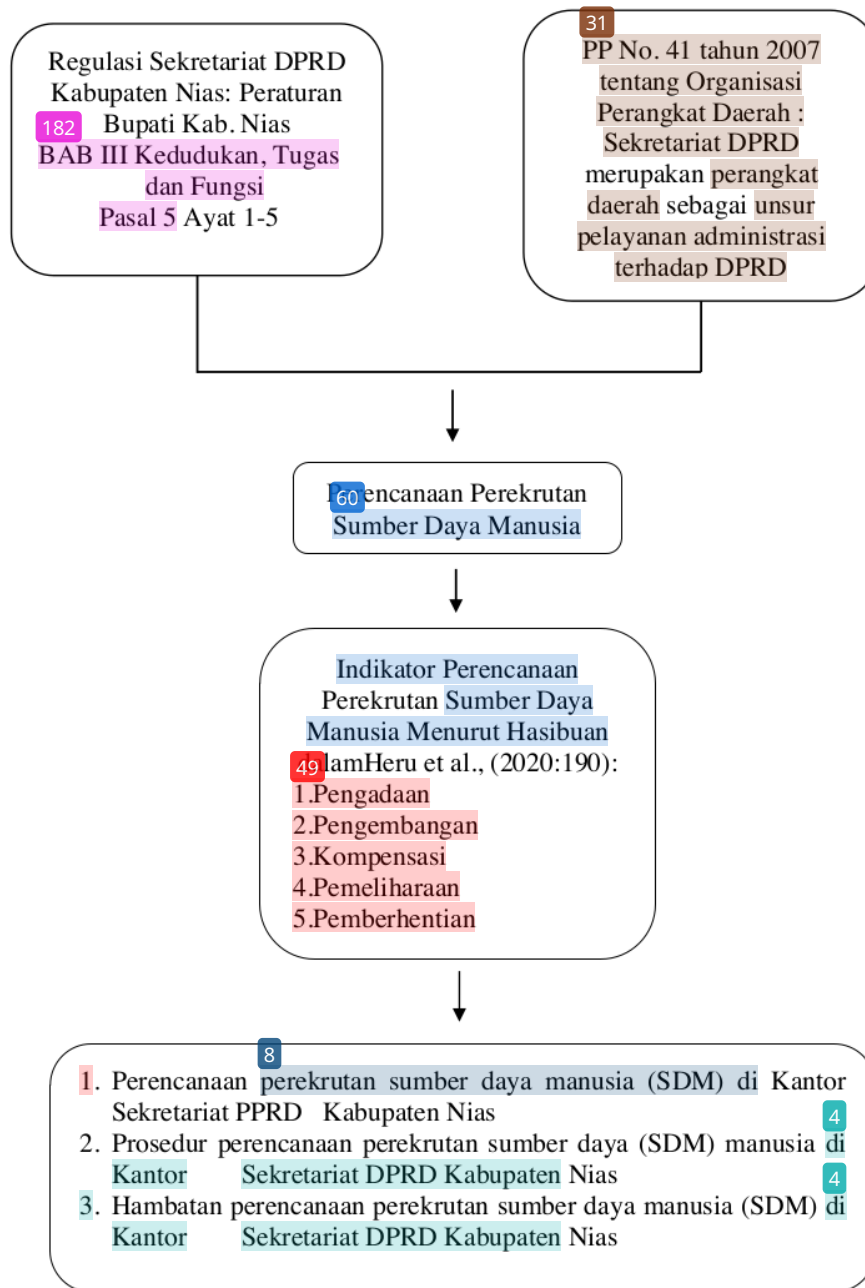 Regulasi Sekretariat DPRD
Kabupaten Nias: Peraturan
Bupati Kab. Nias
182
BAB III Kedudukan, Tugas
dan Fungsi
Pasal 5 Ayat 1-5
31
PP No. 41 tahun 2007
tentang Organisasi
Perangkat Daerah :
Sekretariat DPRD
merupakan perangkat
daerah sebagai unsur
pelayanan administrasi
terhadap DPRD
60
Perencanaan Perekrutan
Sumber Daya Manusia
Indikator Perencanaan
Perekrutan Sumber Daya
Manusia Menurut Hasibuan
49
dalamHeru et al., (2020:190):
1.Pengadaan
2.Pengembangan
3.Kompensasi
4.Pemeliharaan
5.Pemberhentian
8
1. Perencanaan perekrutan sumber daya manusia (SDM) di Kantor
Sekretariat PPRD Kabupaten Nias
4
2. Prosedur perencanaan perekrutan sumber daya (SDM) manusia di
Kantor Sekretariat DPRD Kabupaten Nias
4
3. Hambatan perencanaan perekrutan sumber daya manusia (SDM) di
Kantor Sekretariat DPRD Kabupaten Nias